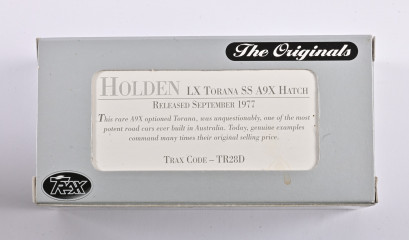 The Originals
HOLDEN LX TORANA SS A9X HATCH
RELEASED SEPTEMBER 1977
This rare A9X optioned Torana, was unquestionably, one of the most
potent road cars ever built in Australia. Today, genuine examples
command many times their original selling price.
TRAX CODE – TR28D
TRAX